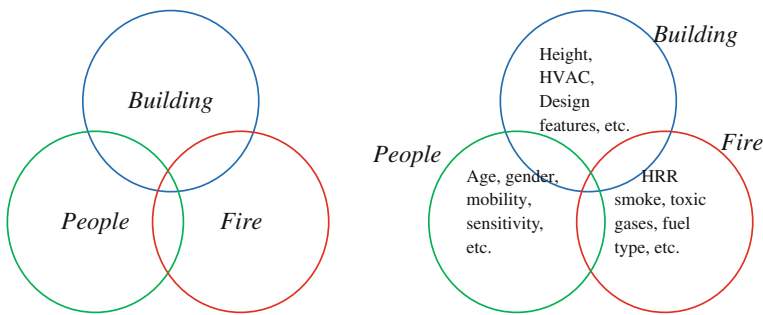 Building
People
Fire
Building
Height,
HVAC,
Design
features, etc.
People
Fire
Age, gender,
mobility,
sensitivity,
etc.
HRR
smoke, toxic
gases, fuel
type, etc.